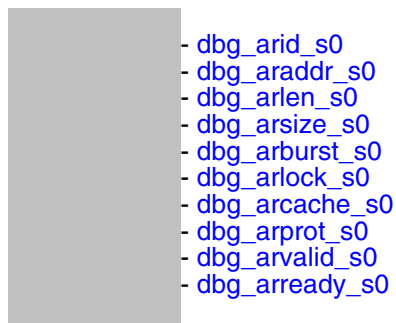 - dbg_arid_s0
- dbg_araddr_s0
- dbg_arlen_s0
- dbg_arsize_s0
- dbg_arburst_s0
- dbg_arlock_s0
- dbg_arcache_s0
- dbg_arprot_s0
- dbg_arvalid_s0
- dbg_arready_s0